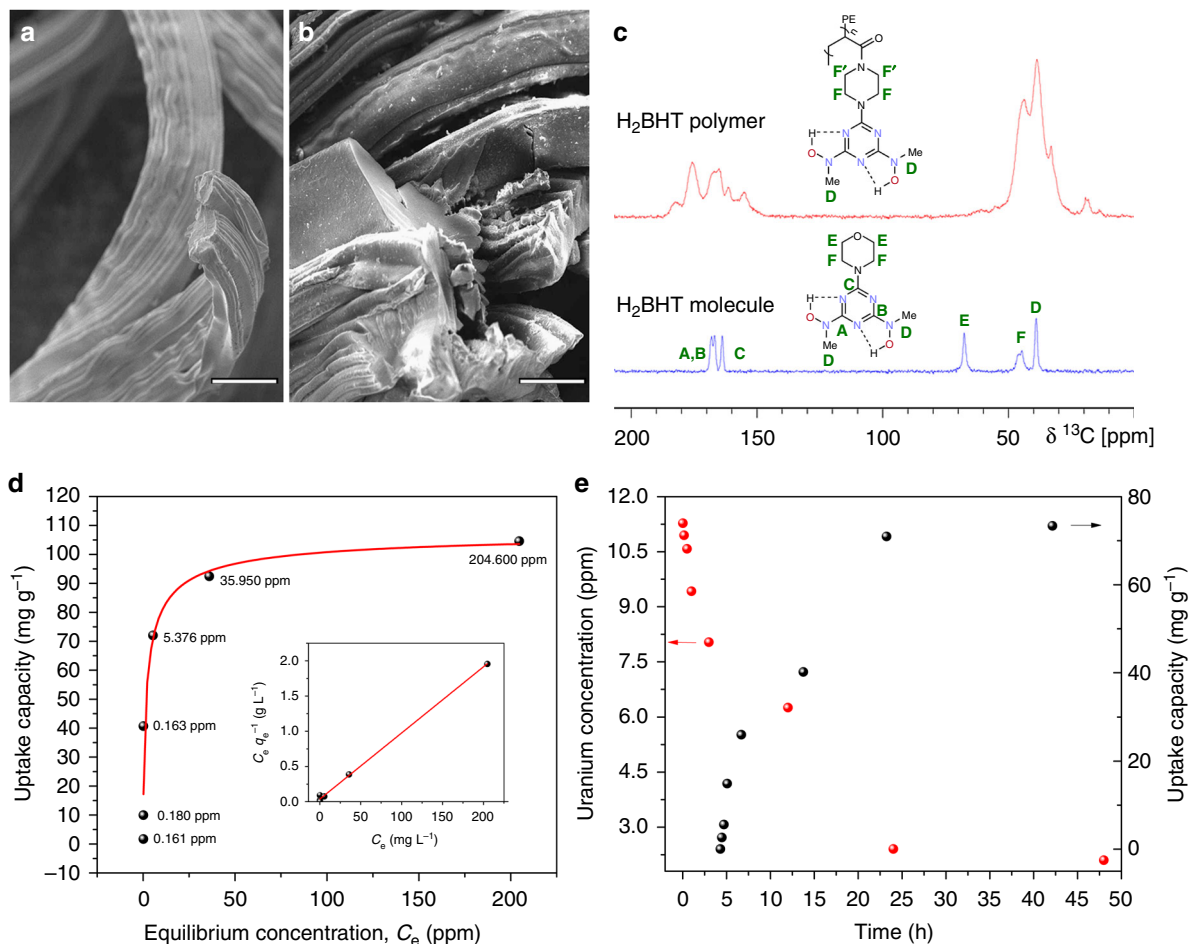 a
b
c
PE
n
O
N
F′ F′
F F
N
H
N N
O
N N N
Me
Me
D
H O
D
H₂BHT polymer
O
E E
F F
N
C
H
N N
O
B
N N N
Me
A
Me
D
H O
D
H₂BHT molecule
A,B
C
E
F
D
200 150 100 50
δ ¹³C [ppm]
d
120
110
100
90
80
70
60
50
40
30
20
10
0
−10
Uptake capacity (mg g⁻¹)
204.600 ppm
35.950 ppm
5.376 ppm
0.163 ppm
0.180 ppm
0.161 ppm
2.0
1.5
1.0
0.5
0.0
Cₑ qₑ⁻¹ (g L⁻¹)
0 50 100 150 200
Cₑ (mg L⁻¹)
0 50 100 150 200
Equilibrium concentration, Cₑ (ppm)
e
12.0
10.5
9.0
7.5
6.0
4.5
3.0
Uranium concentration (ppm)
80
60
40
20
0
Uptake capacity (mg g⁻¹)
0 5 10 15 20 25 30 35 40 45 50
Time (h)